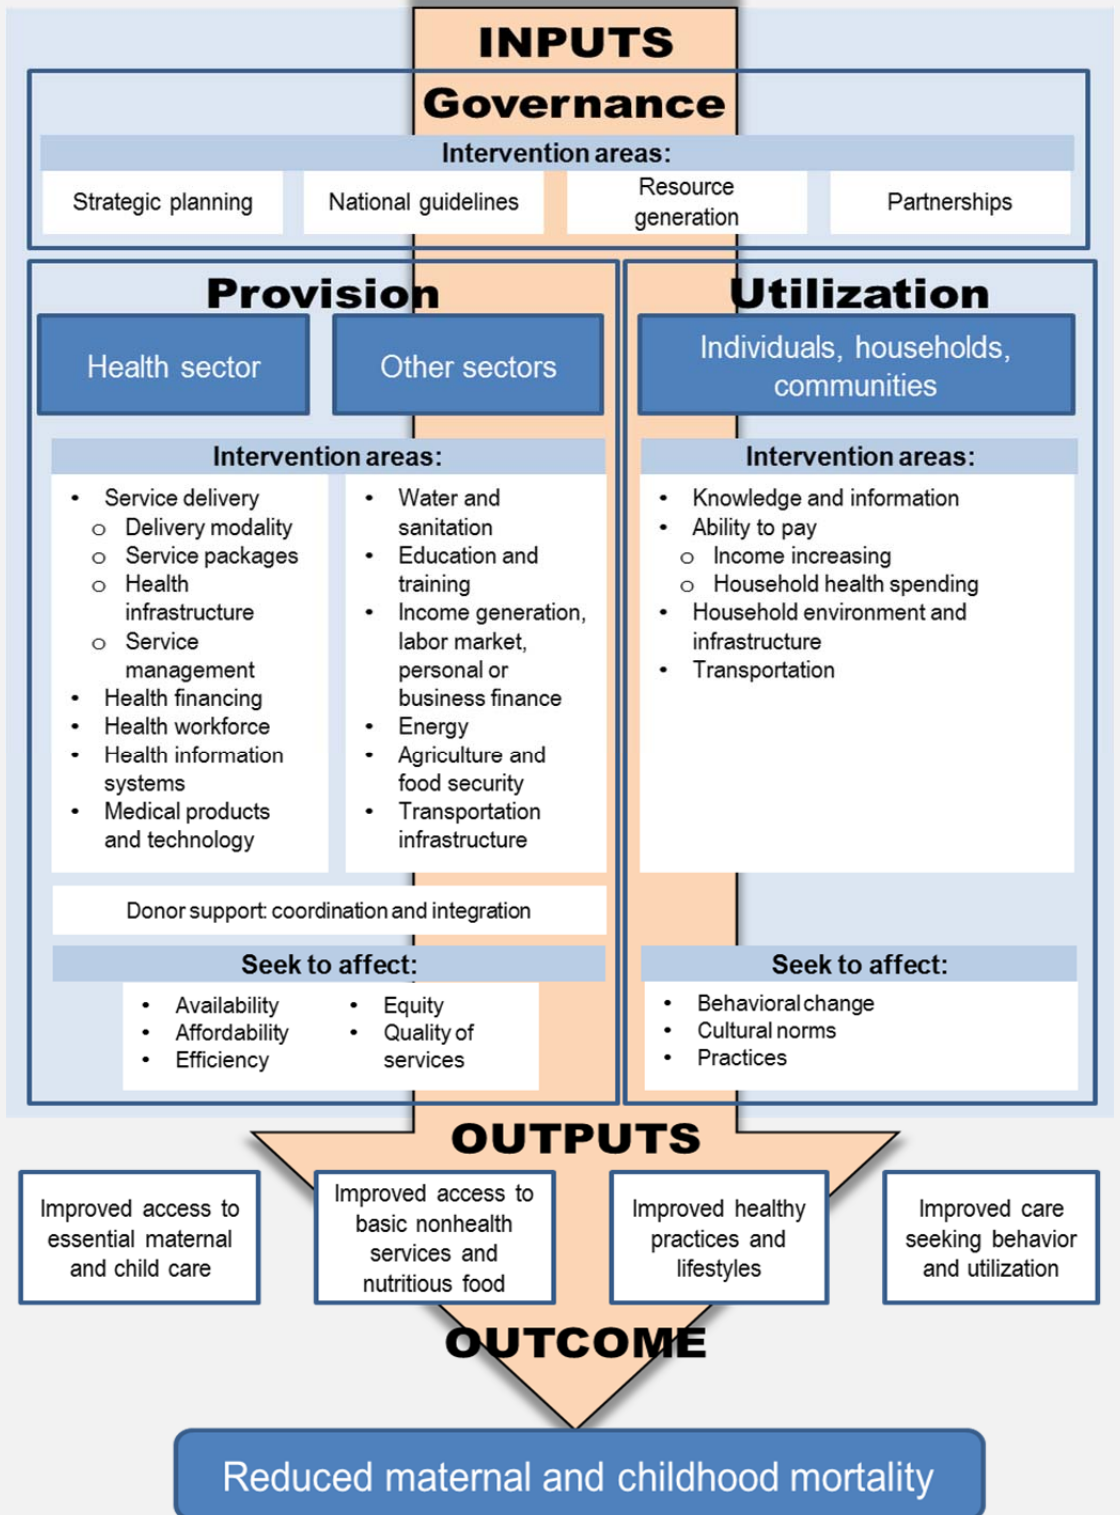 INPUTS
Governance
Intervention areas:
Strategic planning
National guidelines
Resource
generation
Partnerships
Provision
Health sector
Other sectors
Intervention areas:
• Service delivery
o Delivery modality
o Service packages
o Health
infrastructure
o Service
management
• Health financing
• Health workforce
• Health information
systems
• Medical products
and technology
• Water and
sanitation
• Education and
training
• Income generation,
labor market,
personal or
business finance
• Energy
• Agriculture and
food security
• Transportation
infrastructure
Donor support: coordination and integration
Seek to affect:
• Availability
• Affordability
• Efficiency
• Equity
• Quality of
services
Utilization
Individuals, households,
communities
Intervention areas:
• Knowledge and information
• Ability to pay
o Income increasing
o Household health spending
• Household environment and
infrastructure
• Transportation
Seek to affect:
• Behavioral change
• Cultural norms
• Practices
OUTPUTS
Improved access to
essential maternal
and child care
Improved access to
basic nonhealth
services and
nutritious food
Improved healthy
practices and
lifestyles
Improved care
seeking behavior
and utilization
OUTCOME
Reduced maternal and childhood mortality